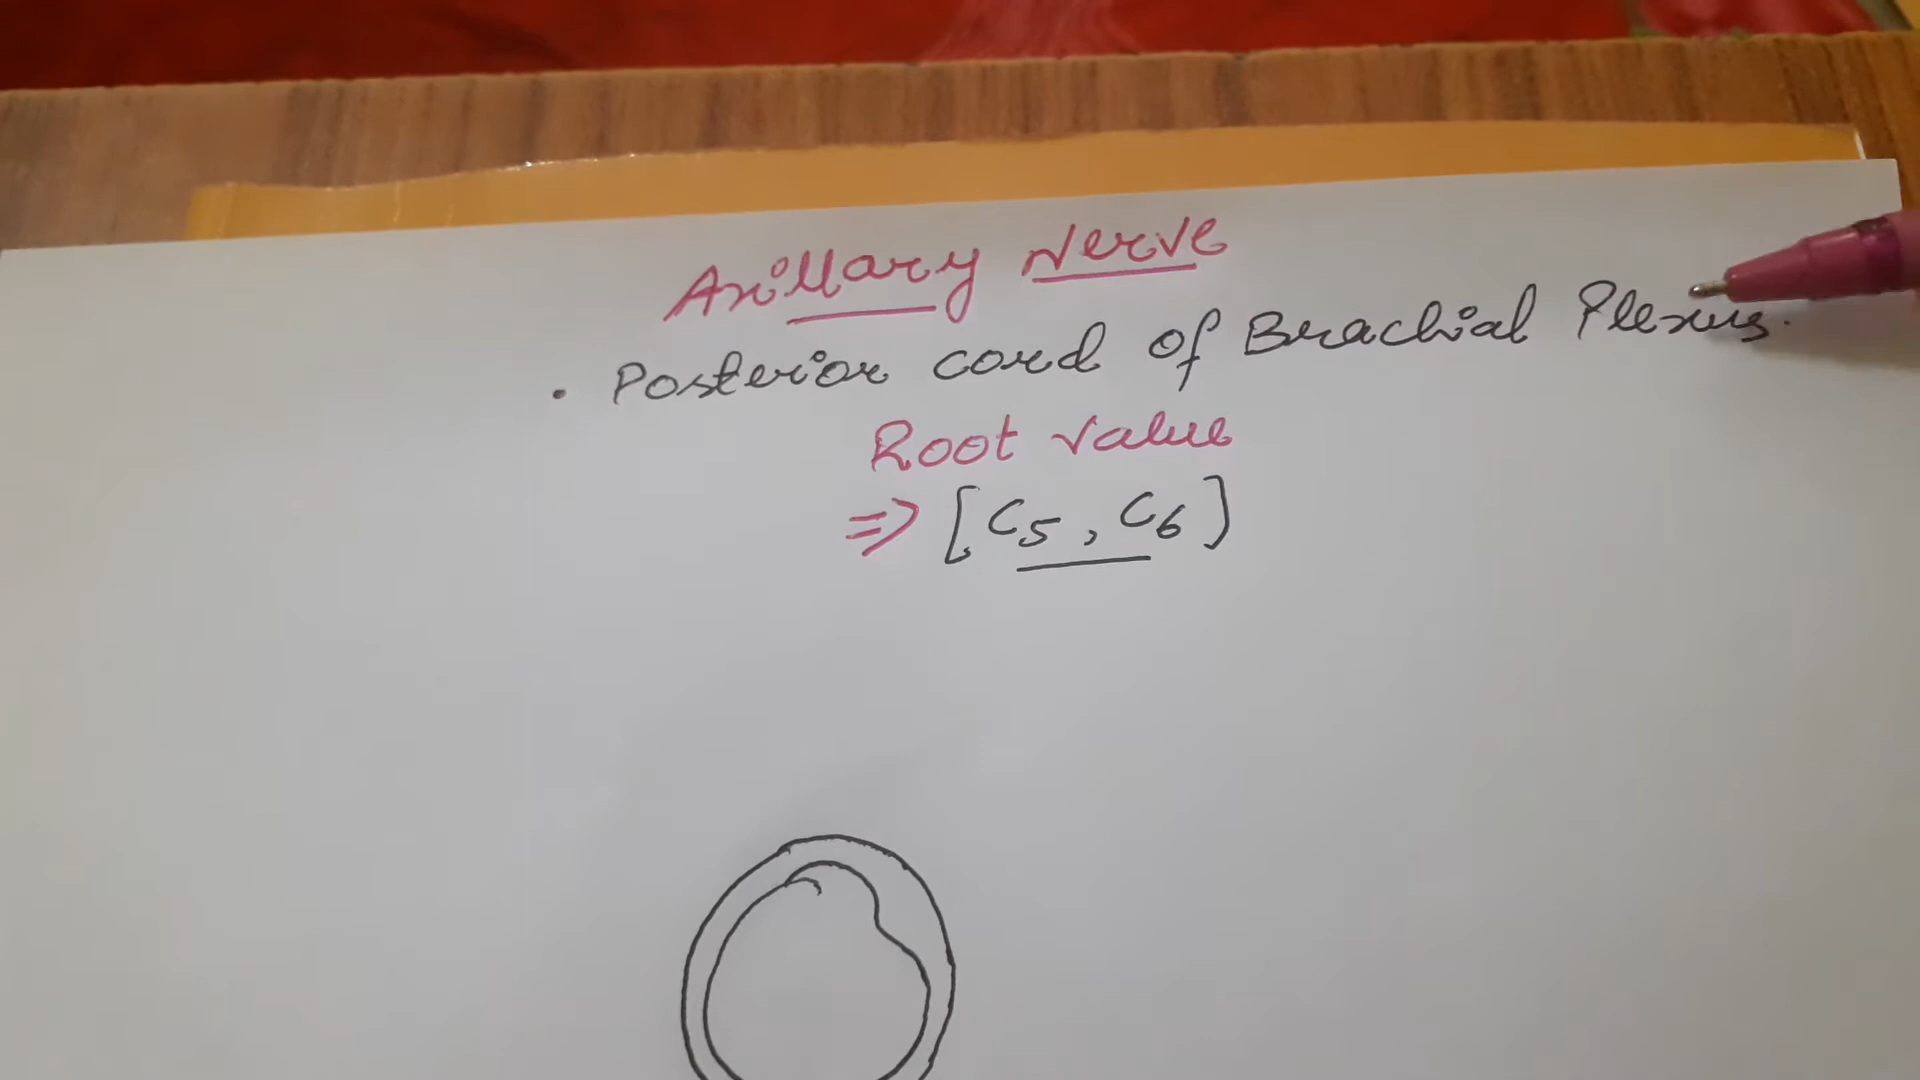 Axillary Nerve
. Posterior cord of Brachial Plexus.
Root value
⇒ [C5, C6]